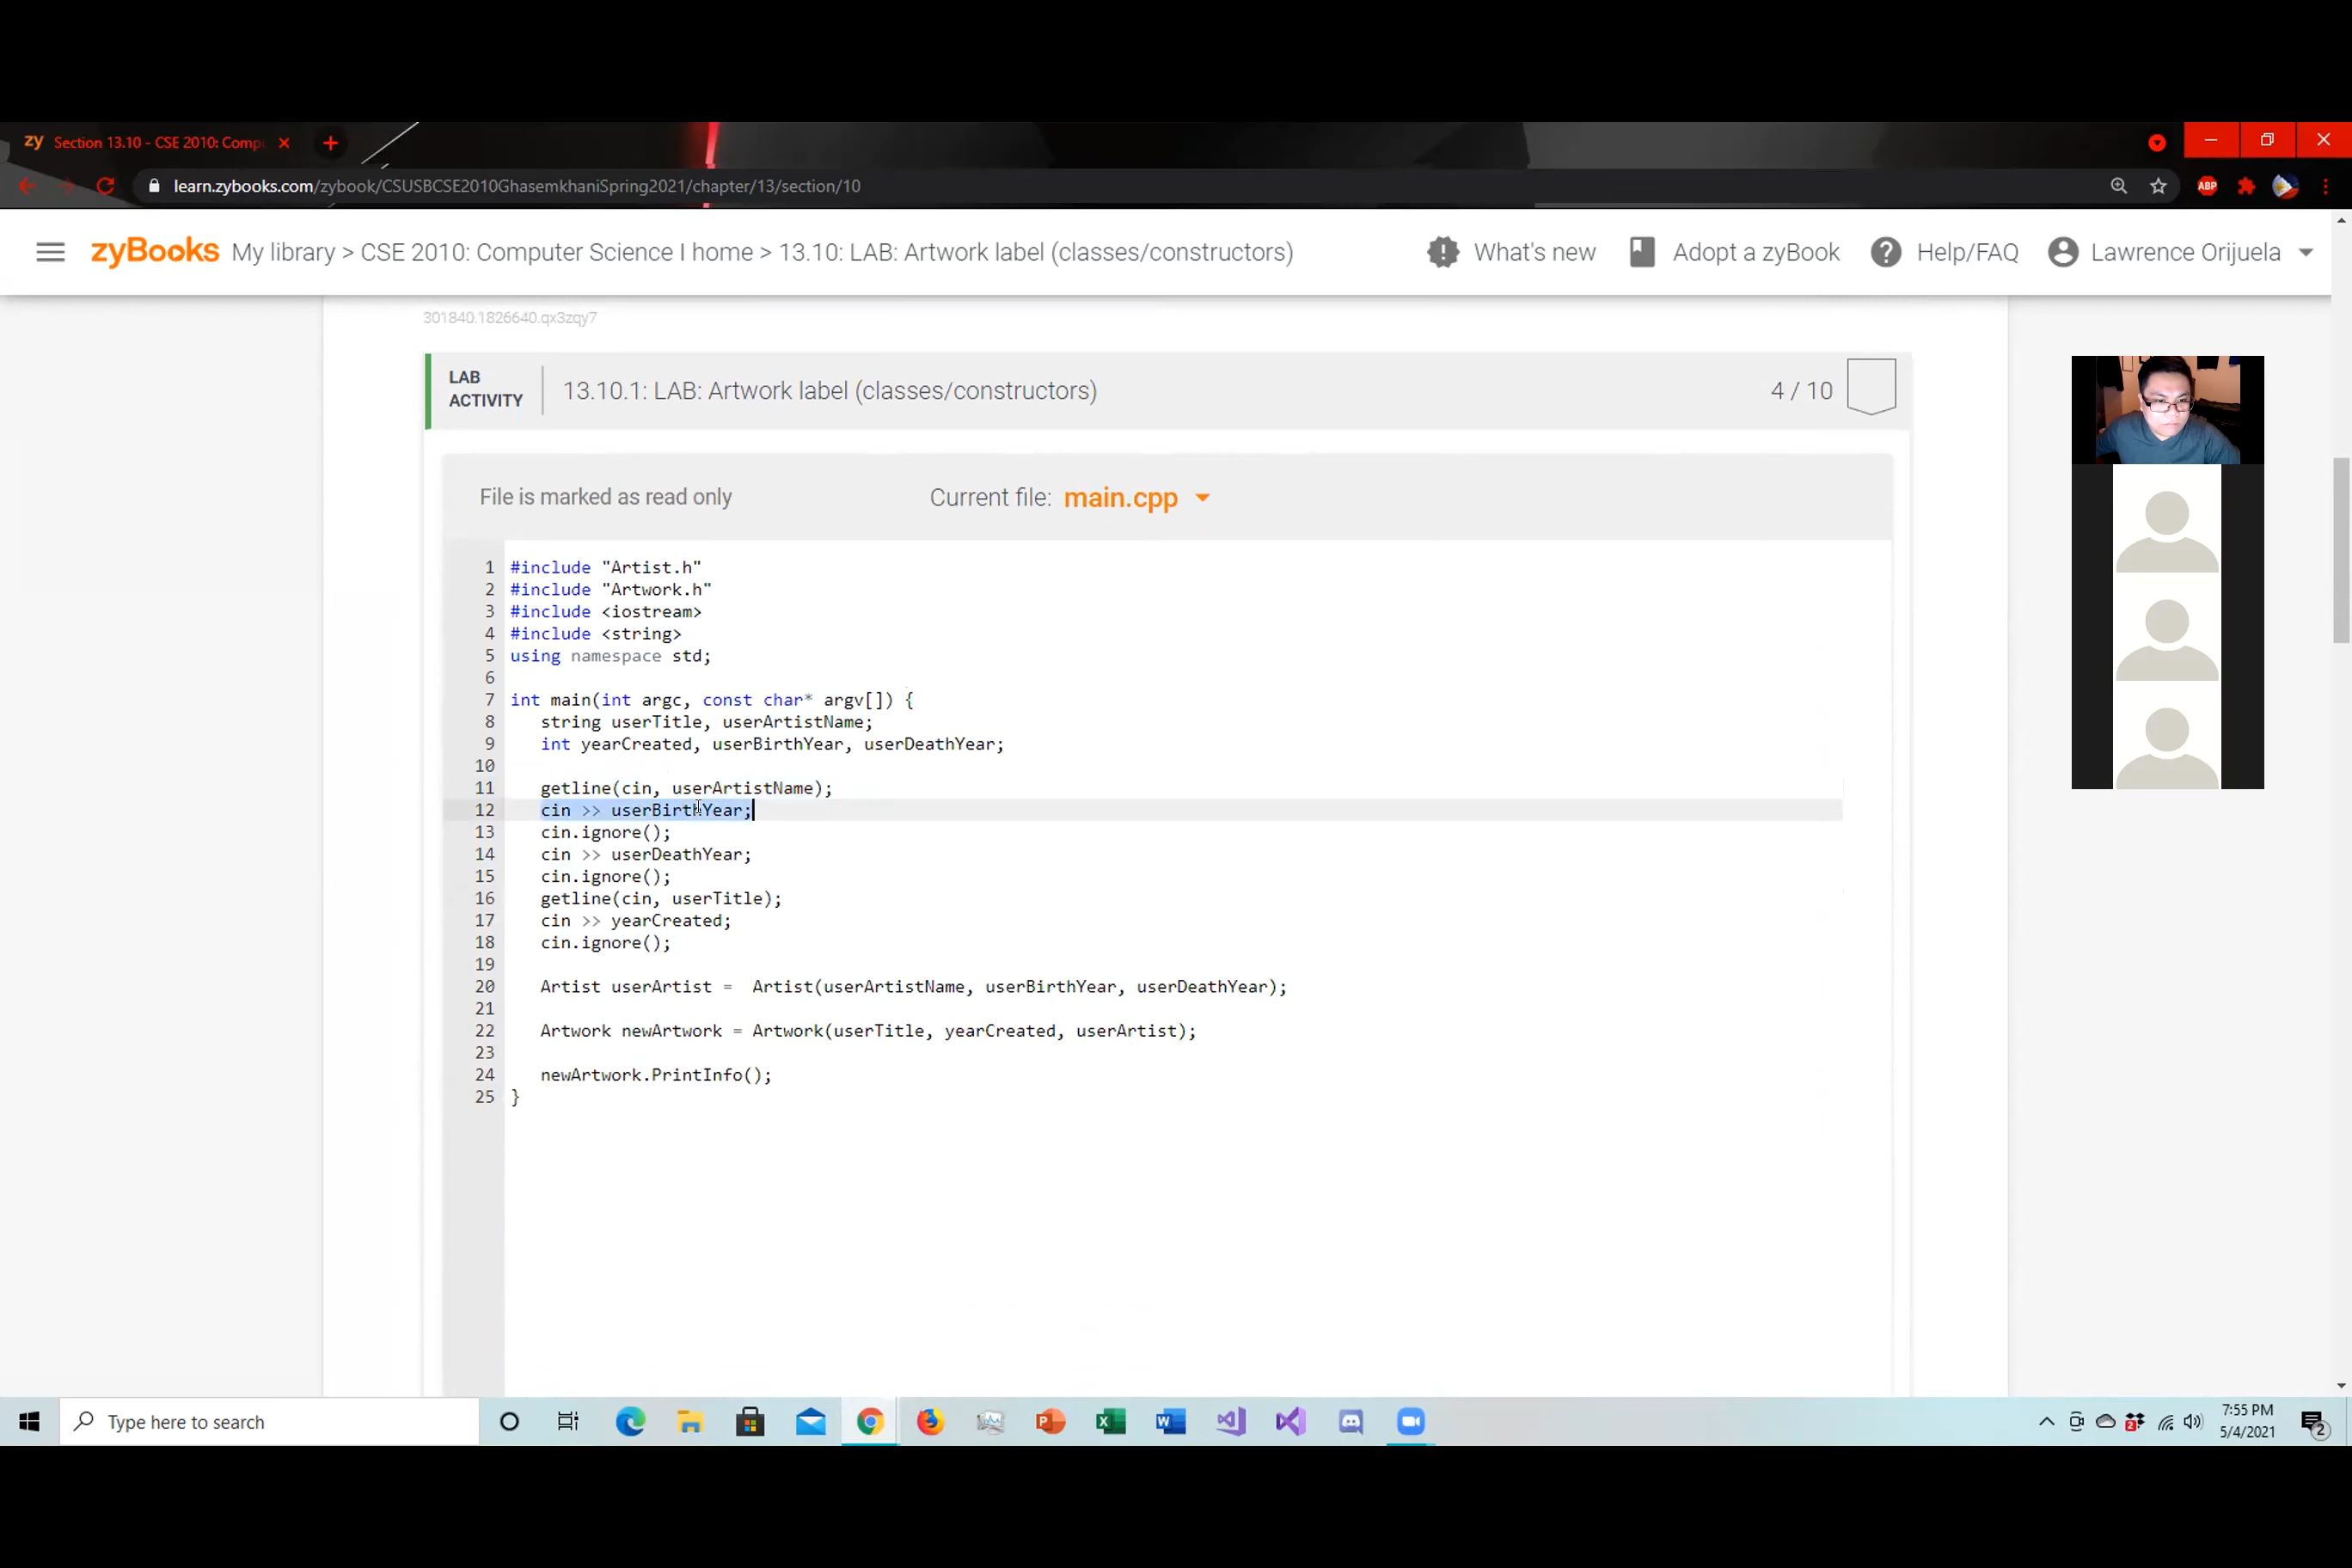 zy Section 13.10 - CSE 2010: Compu
learn.zybooks.com/zybook/CSUSBCSE2010GhasemkhaniSpring2021/chapter/13/section/10
ABP
zyBooks My library > CSE 2010: Computer Science I home > 13.10: LAB: Artwork label (classes/constructors)
What's new
Adopt a zyBook
Help/FAQ
Lawrence Orijuela
301840.1826640.qx3zqy7
LAB
ACTIVITY
13.10.1: LAB: Artwork label (classes/constructors)
4 / 10
File is marked as read only
Current file: main.cpp
1 #include "Artist.h"
2 #include "Artwork.h"
3 #include <iostream>
4 #include <string>
5 using namespace std;
6
7 int main(int argc, const char* argv[]) {
8 string userTitle, userArtistName;
9 int yearCreated, userBirthYear, userDeathYear;
10
11 getline(cin, userArtistName);
12 cin >> userBirthYear;
13 cin.ignore();
14 cin >> userDeathYear;
15 cin.ignore();
16 getline(cin, userTitle);
17 cin >> yearCreated;
18 cin.ignore();
19
20 Artist userArtist =  Artist(userArtistName, userBirthYear, userDeathYear);
21
22 Artwork newArtwork = Artwork(userTitle, yearCreated, userArtist);
23
24 newArtwork.PrintInfo();
25 }
Type here to search
7:55 PM
5/4/2021
2